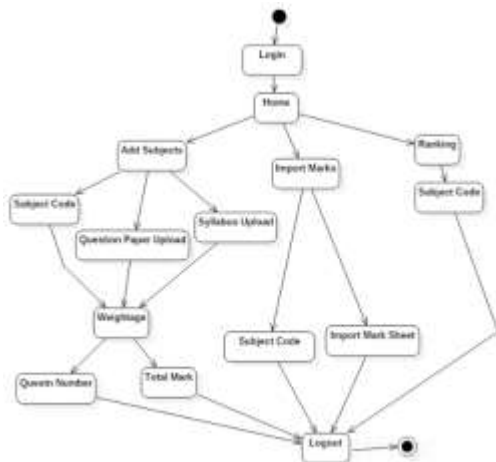 Login
Home
Add Subjects
Import Marks
Ranking
Subject Code
Question Paper Upload
Syllabus Upload
Subject Code
Weightage
Subject Code
Import Mark Sheet
Number
Total Mark
Logout